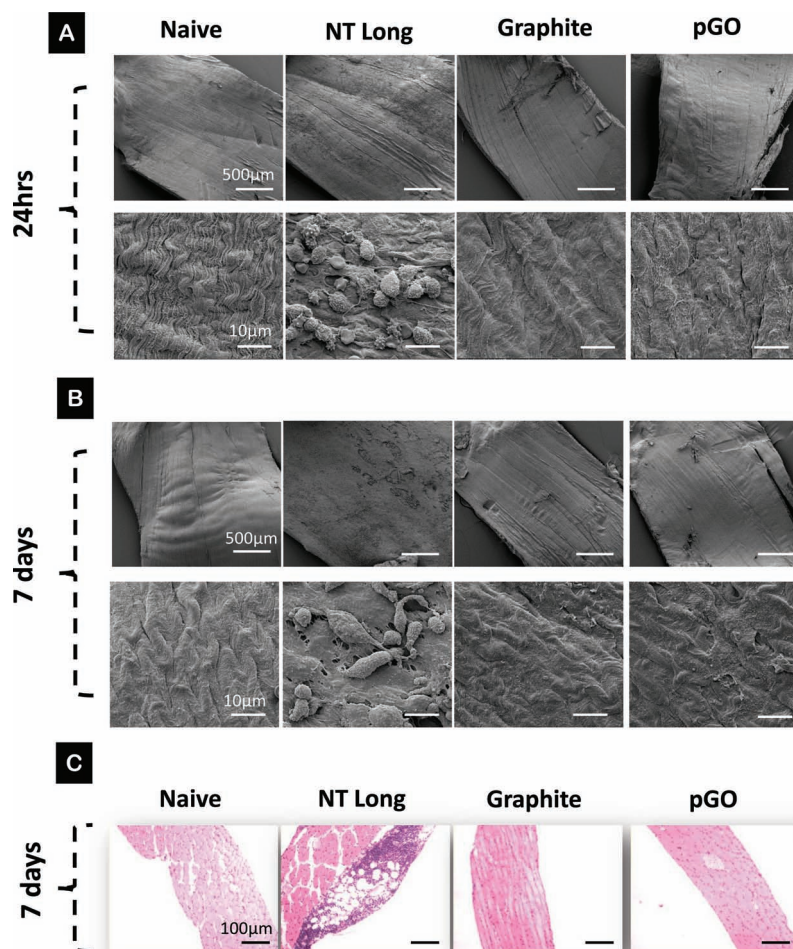 A
Naive NT Long Graphite pGO
24hrs
500µm
10µm
B
7 days
500µm
10µm
C
Naive NT Long Graphite pGO
7 days
100µm